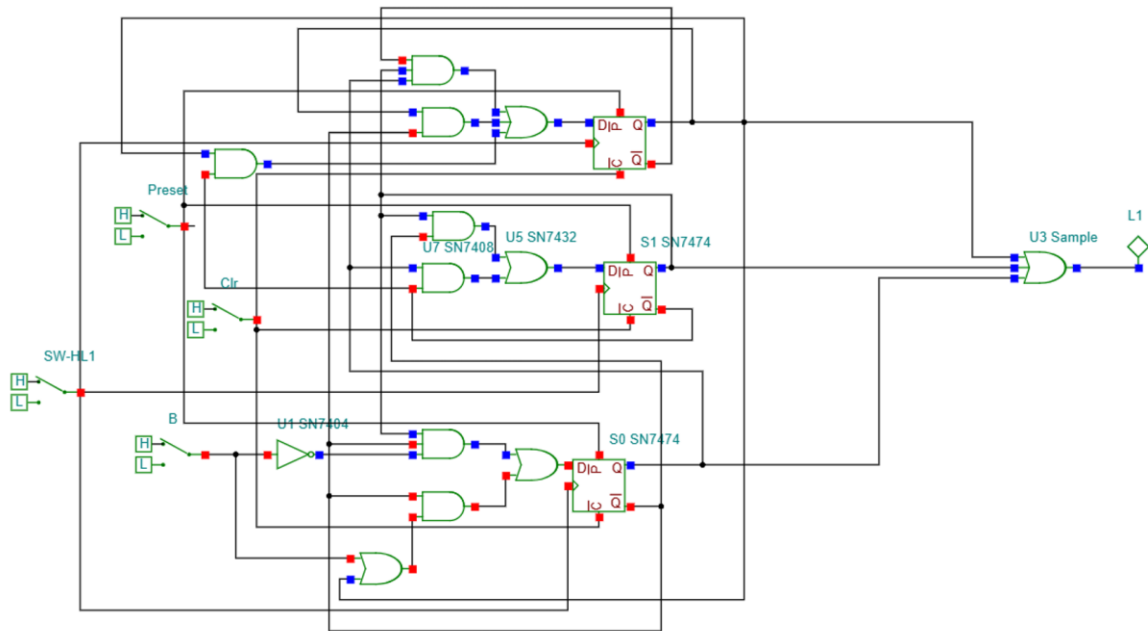 D P Q
C Q
Preset
H
L
L1
U3 Sample
U5 SN7432
S1 SN7474
U7 SN7408
D P Q
C Q
Clr
H
L
SW-HL1
H
L
B
U1 SN7404
S0 SN7474
H
L
D P Q
C Q